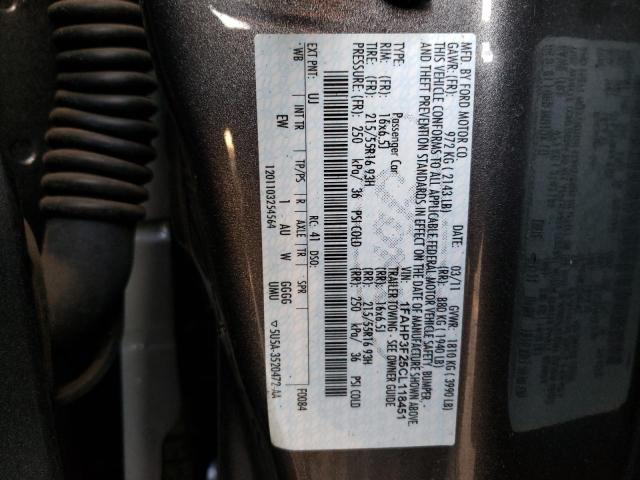 MFD. BY FORD MOTOR CO.
DATE: 03/11 GVWR: 1810 KG ( 3990 LB)
GAWR: (FR) 972 KG ( 2143 LB) (RR) 880 KG ( 1940 LB)
THIS VEHICLE CONFORMS TO ALL APPLICABLE FEDERAL MOTOR VEHICLE SAFETY, BUMPER,
AND THEFT PREVENTION STANDARDS IN EFFECT ON THE DATE OF MANUFACTURE SHOWN ABOVE.
VIN: 1FAHP3F25CL118451
TYPE: Passenger Car TRAILER TOWING - SEE OWNER GUIDE
RIM: (FR) 16x6.5J (RR) 16x6.5J
TIRE: (FR) 215/55R16 93H (RR) 215/55R16 93H
PRESSURE: (FR) 250 kPa/ 36 PSI COLD (RR) 250 kPa/ 36 PSI COLD
EXT PNT: UJ RC: 41 DSO: F0084
WB INT TR TP/PS R AXLE TR SPR
EW 1 AU W GGGG UMU
1201103254564 5U5A-3520472-AA